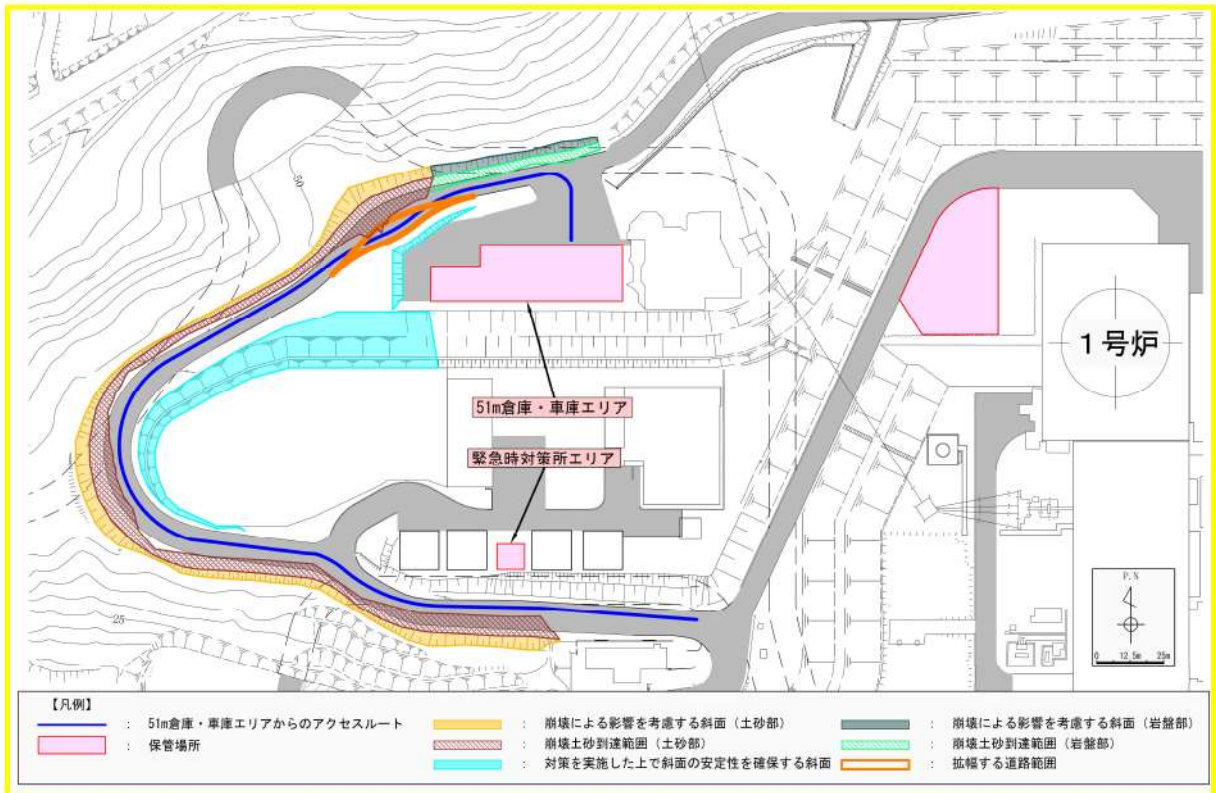 50
1号炉
51m倉庫・車庫エリア
緊急時対策所エリア
25
P.N
0 12.5m 25m
【凡例】
: 51m倉庫・車庫エリアからのアクセスルート
: 保管場所
: 崩壊による影響を考慮する斜面（土砂部）
: 崩壊土砂到達範囲（土砂部）
: 対策を実施した上で斜面の安定性を確保する斜面
: 崩壊による影響を考慮する斜面（岩盤部）
: 崩壊土砂到達範囲（岩盤部）
: 拡幅する道路範囲